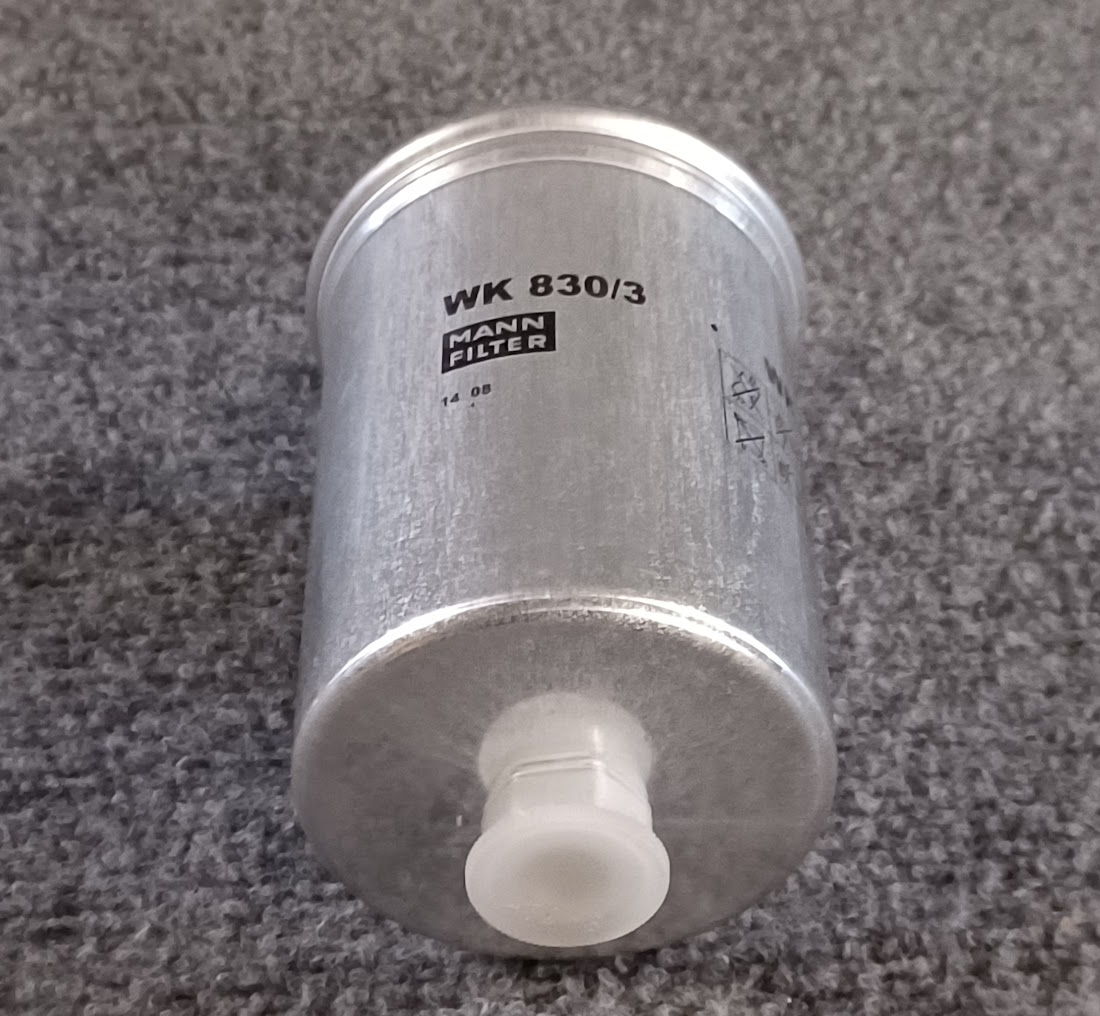 WK 830/3
MANN
FILTER
14 08